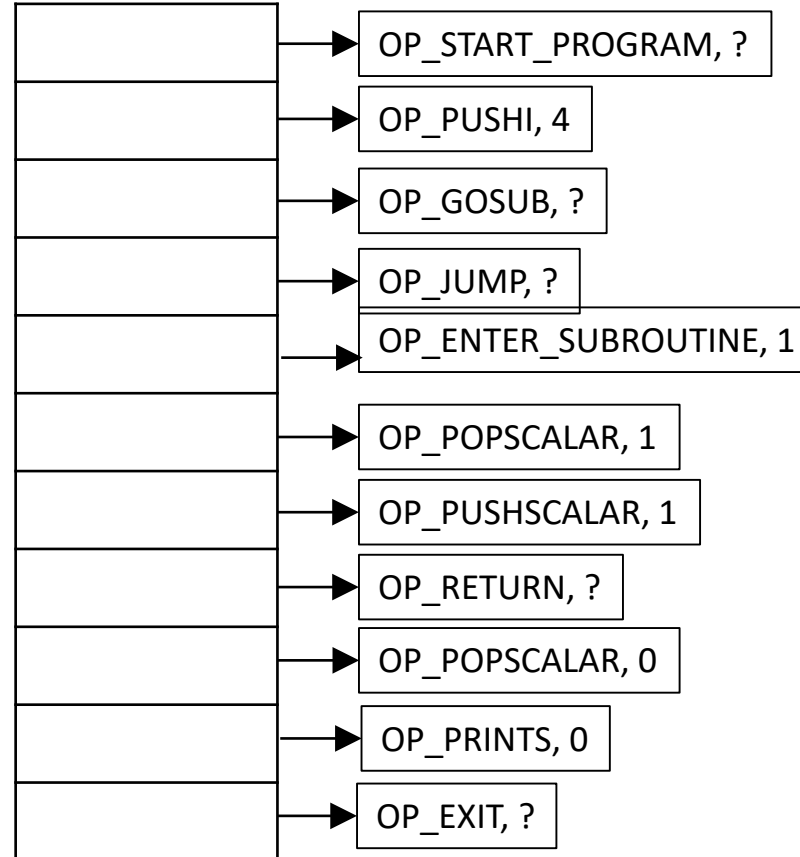 OP_START_PROGRAM, ?
OP_PUSHI, 4
OP_GOSUB, ?
OP_JUMP, ?
OP_ENTER_SUBROUTINE, 1
OP_POPSCALAR, 1
OP_PUSHSCALAR, 1
OP_RETURN, ?
OP_POPSCALAR, 0
OP_PRINTS, 0
OP_EXIT, ?